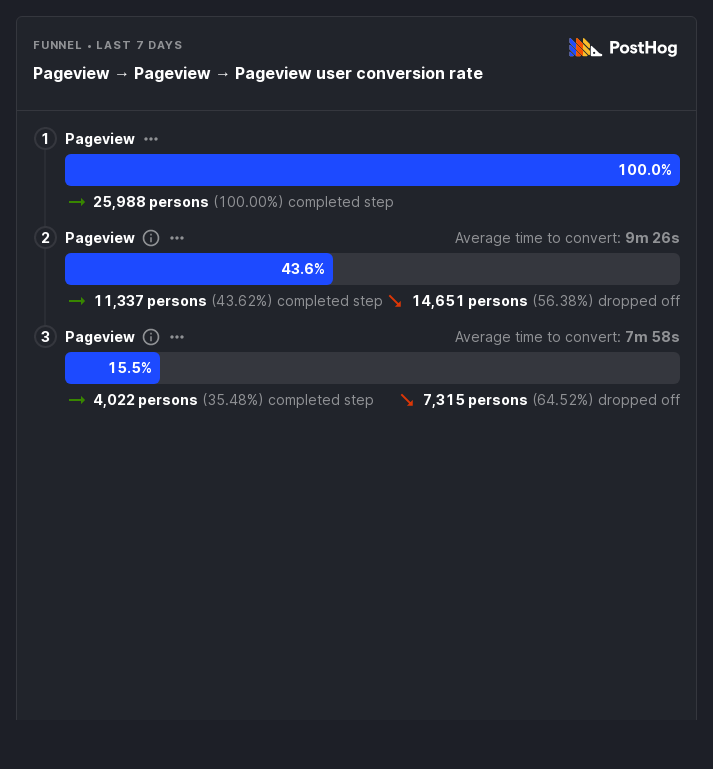 FUNNEL • LAST 7 DAYS
PostHog
Pageview → Pageview → Pageview user conversion rate
1 Pageview •••
100.0%
→ 25,988 persons (100.00%) completed step
2 Pageview ••• Average time to convert: 9m 26s
43.6%
→ 11,337 persons (43.62%) completed step ↘ 14,651 persons (56.38%) dropped off
3 Pageview ••• Average time to convert: 7m 58s
15.5%
→ 4,022 persons (35.48%) completed step ↘ 7,315 persons (64.52%) dropped off